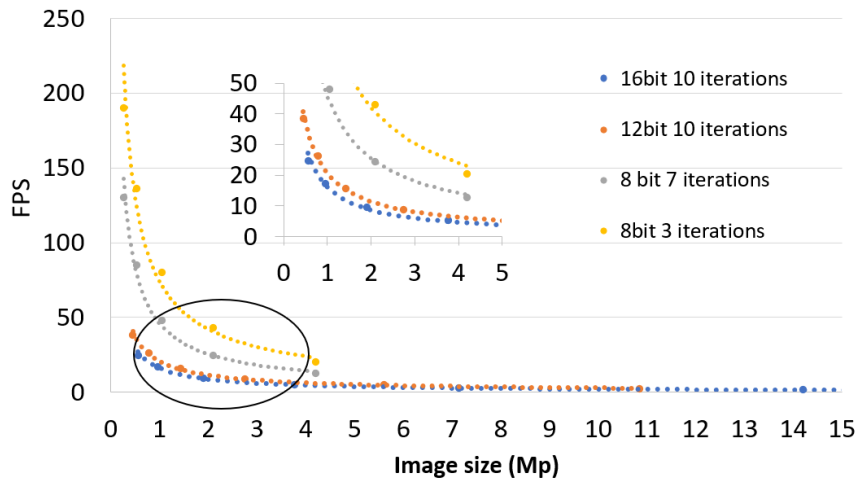 250
200
150
100
50
0
FPS
0 1 2 3 4 5 6 7 8 9 10 11 12 13 14 15
Image size (Mp)
50
40
30
20
10
0
0 1 2 3 4 5
16bit 10 iterations
12bit 10 iterations
8 bit 7 iterations
8bit 3 iterations